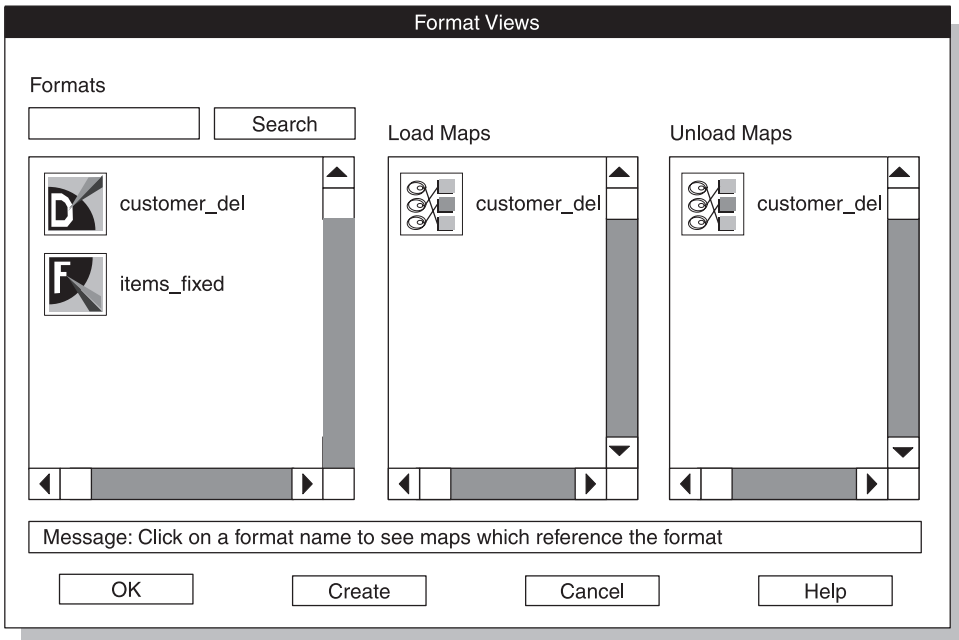 Format Views
Formats
Search
Load Maps
Unload Maps
D customer_del
F items_fixed
customer_del
customer_del
Message: Click on a format name to see maps which reference the format
OK
Create
Cancel
Help